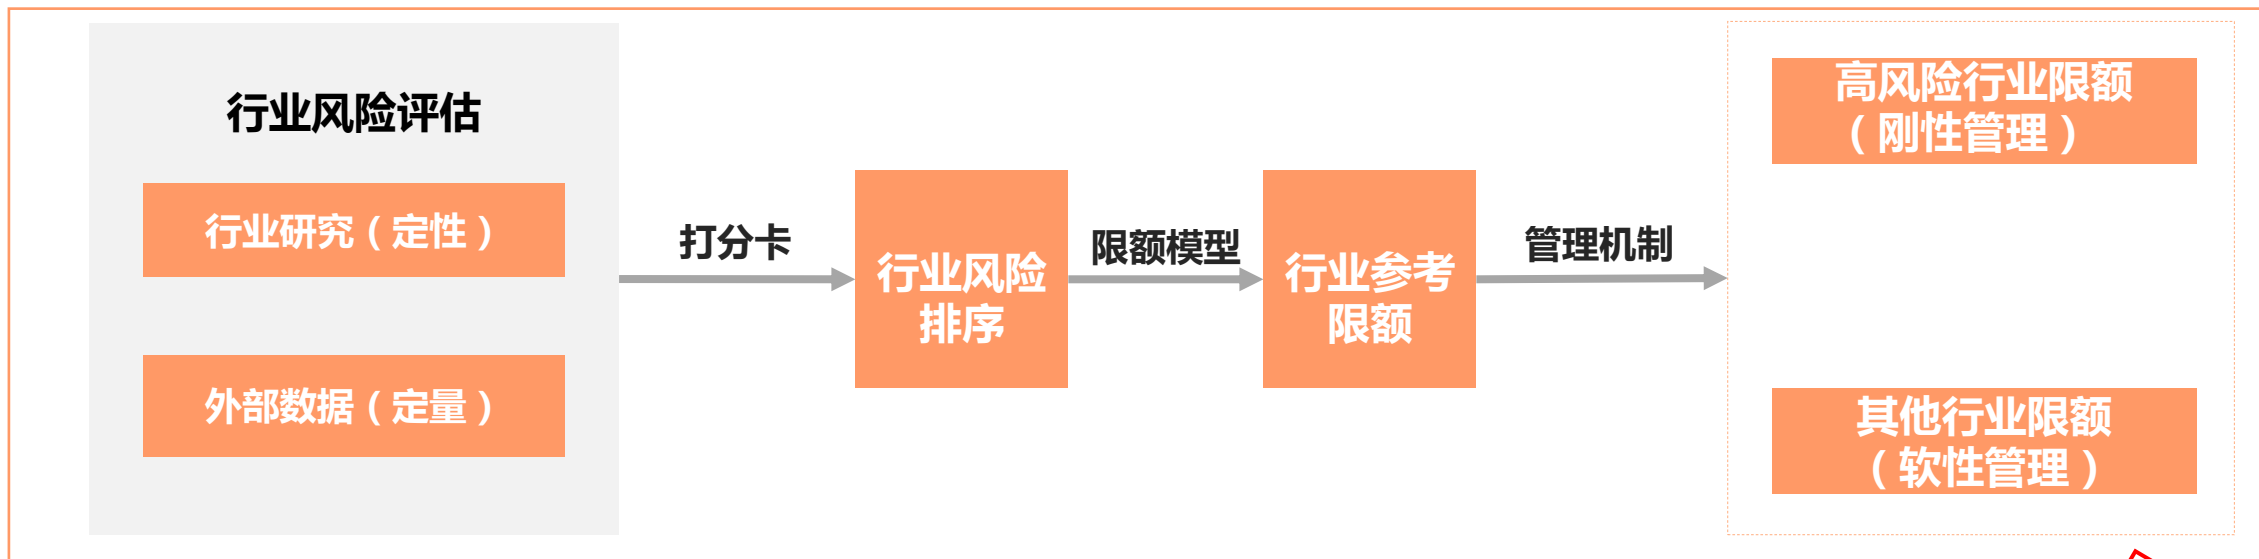 行业风险评估
行业研究（定性）
外部数据（定量）
打分卡
行业风险
排序
限额模型
行业参考
限额
管理机制
高风险行业限额
（刚性管理）
其他行业限额
（软性管理）